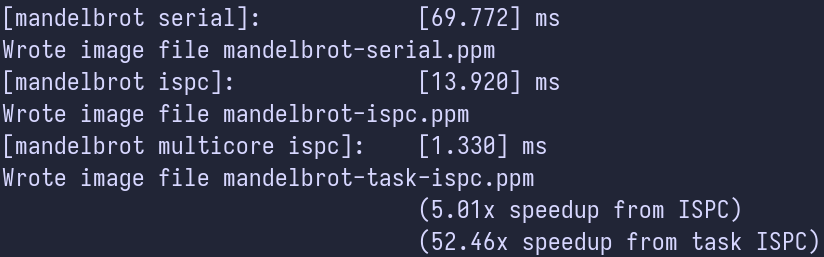 [mandelbrot serial]:            [69.772] ms
Wrote image file mandelbrot-serial.ppm
[mandelbrot ispc]:              [13.920] ms
Wrote image file mandelbrot-ispc.ppm
[mandelbrot multicore ispc]:    [1.330] ms
Wrote image file mandelbrot-task-ispc.ppm
                                (5.01x speedup from ISPC)
                                (52.46x speedup from task ISPC)